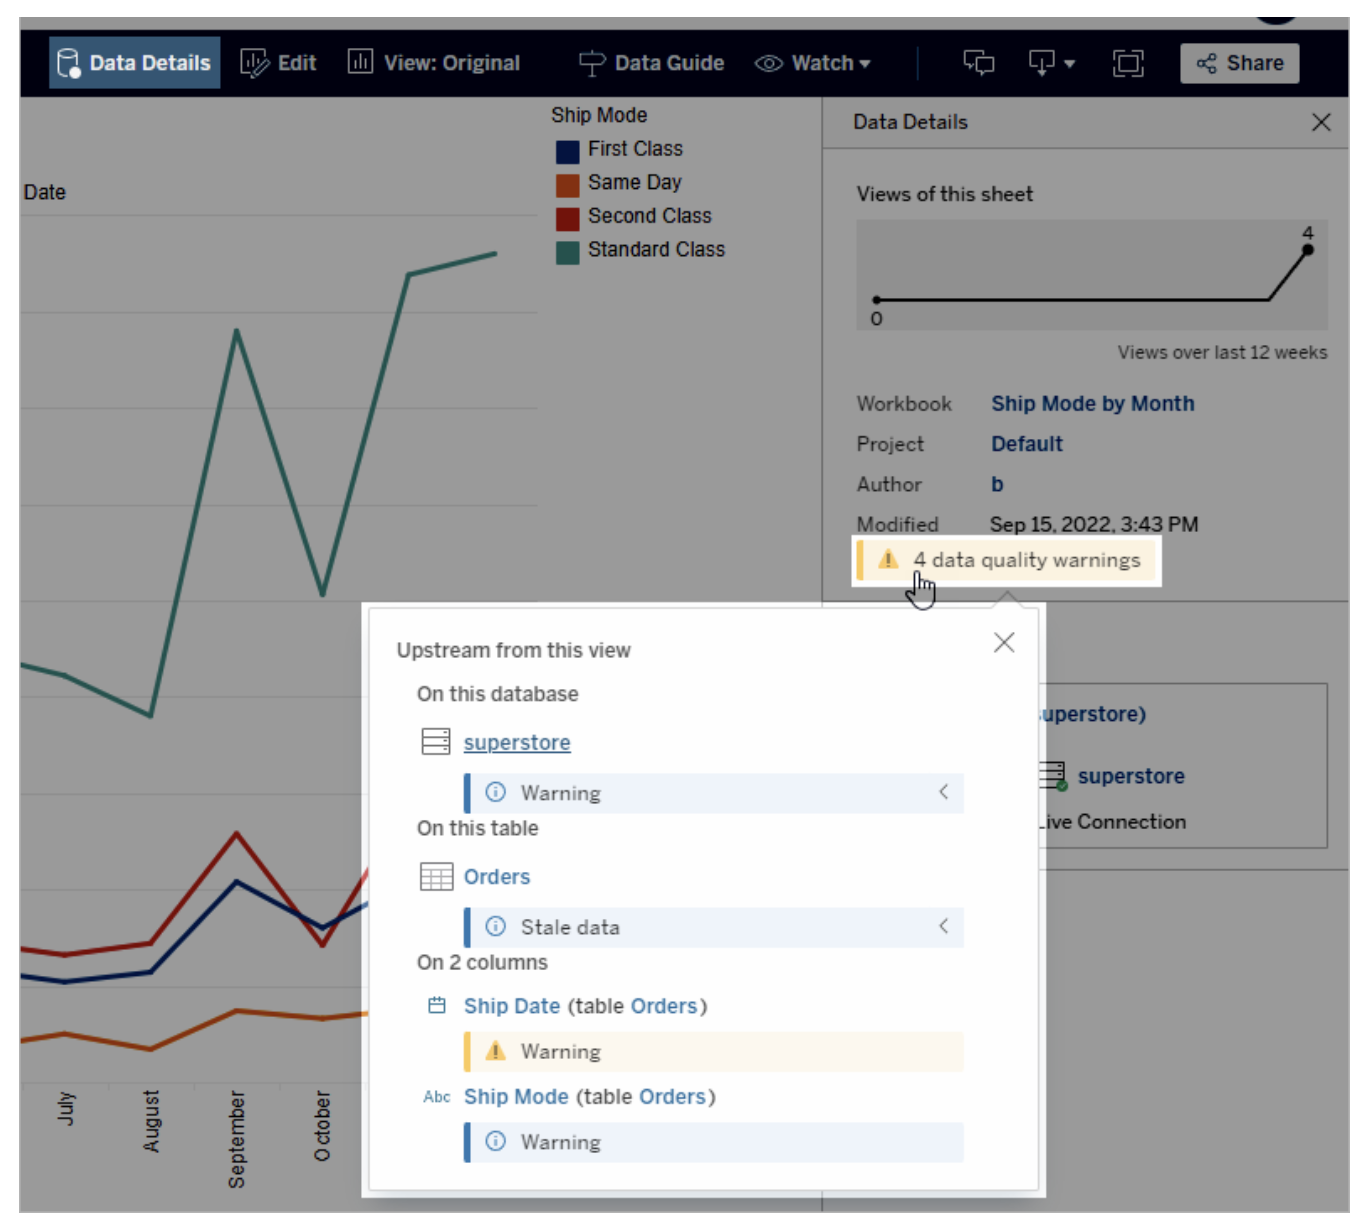 Data Details Edit View: Original Data Guide Watch Share
Ship Mode
First Class
Same Day
Second Class
Standard Class
Date
July
August
September
October
Data Details
Views of this sheet
4
0
Views over last 12 weeks
Workbook Ship Mode by Month
Project Default
Author b
Modified Sep 15, 2022, 3:43 PM
4 data quality warnings
uperstore)
superstore
Live Connection
Upstream from this view
On this database
superstore
Warning
On this table
Orders
Stale data
On 2 columns
Ship Date (table Orders)
Warning
Abc Ship Mode (table Orders)
Warning